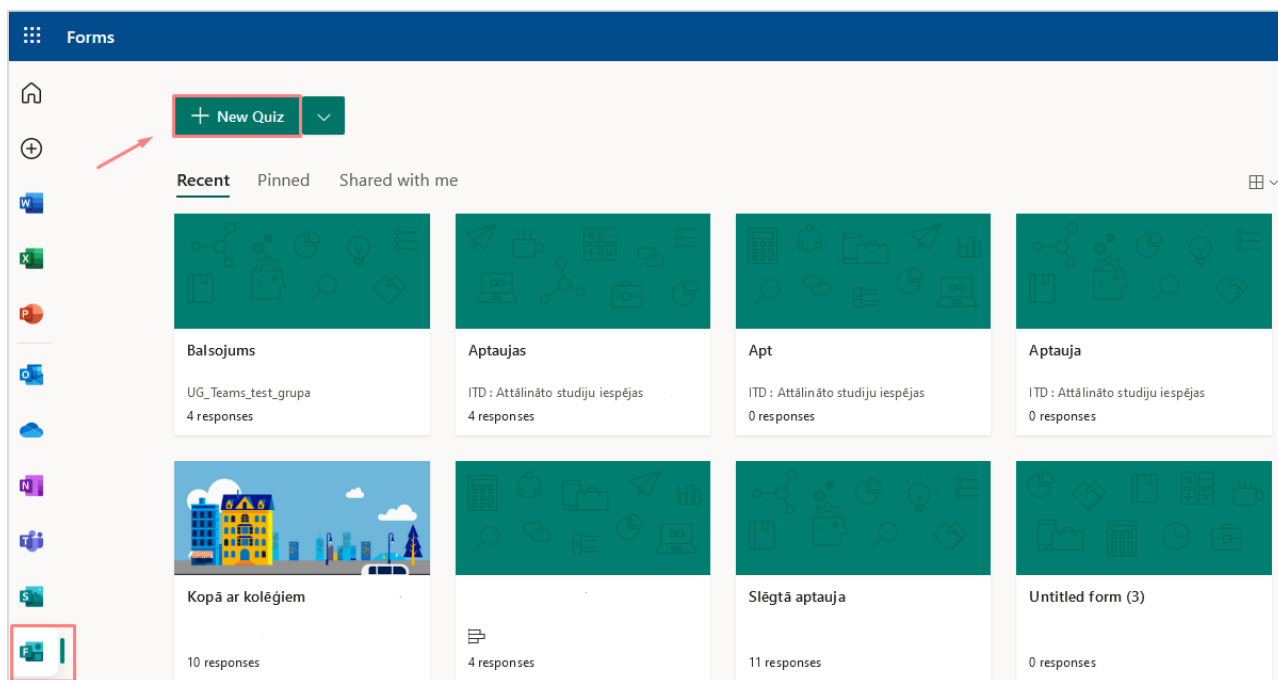 Forms
New Quiz
Recent Pinned Shared with me
Balsojums
UG_Teams_test_grupa
4 responses
Aptaujas
ITD : Attālināto studiju iespējas
4 responses
Apt
ITD : Attālināto studiju iespējas
0 responses
Aptauja
ITD : Attālināto studiju iespējas
0 responses
Kopā ar kolēģiem
10 responses
4 responses
Slēgtā aptauja
11 responses
Untitled form (3)
0 responses